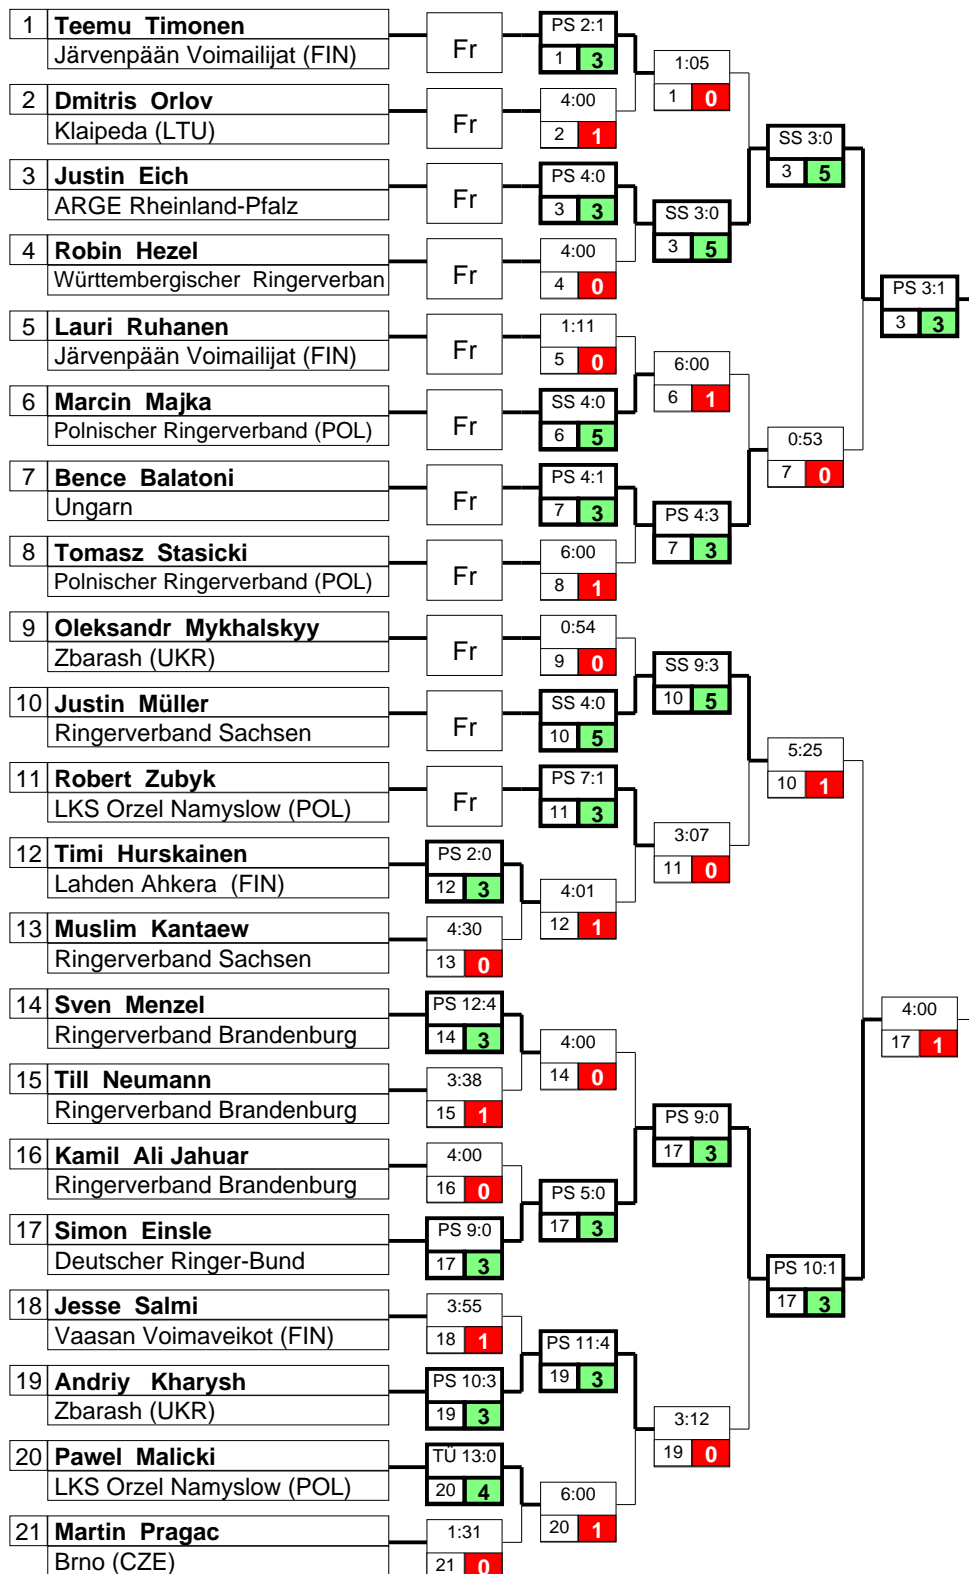 1 Teemu Timonen
Järvenpään Voimailijat (FIN)
Fr
PS 2:1
1 3
1:05
1 0
2 Dmitris Orlov
Klaipeda (LTU)
Fr
4:00
2 1
SS 3:0
3 5
3 Justin Eich
ARGE Rheinland-Pfalz
Fr
PS 4:0
3 3
SS 3:0
3 5
4 Robin Hezel
Württembergischer Ringerverban
Fr
4:00
4 0
PS 3:1
3 3
5 Lauri Ruhanen
Järvenpään Voimailijat (FIN)
Fr
1:11
5 0
6:00
6 1
6 Marcin Majka
Polnischer Ringerverband (POL)
Fr
SS 4:0
6 5
0:53
7 0
7 Bence Balatoni
Ungarn
Fr
PS 4:1
7 3
PS 4:3
7 3
8 Tomasz Stasicki
Polnischer Ringerverband (POL)
Fr
6:00
8 1
9 Oleksandr Mykhalskyy
Zbarash (UKR)
Fr
0:54
9 0
SS 9:3
10 5
10 Justin Müller
Ringerverband Sachsen
Fr
SS 4:0
10 5
5:25
10 1
11 Robert Zubyk
LKS Orzel Namyslow (POL)
Fr
PS 7:1
11 3
3:07
11 0
12 Timi Hurskainen
Lahden Ahkera (FIN)
PS 2:0
12 3
4:01
12 1
13 Muslim Kantaew
Ringerverband Sachsen
4:30
13 0
14 Sven Menzel
Ringerverband Brandenburg
PS 12:4
14 3
4:00
14 0
4:00
17 1
15 Till Neumann
Ringerverband Brandenburg
3:38
15 1
PS 9:0
17 3
16 Kamil Ali Jahuar
Ringerverband Brandenburg
4:00
16 0
PS 5:0
17 3
17 Simon Einsle
Deutscher Ringer-Bund
PS 9:0
17 3
PS 10:1
17 3
18 Jesse Salmi
Vaasan Voimaveikot (FIN)
3:55
18 1
PS 11:4
19 3
19 Andriy Kharysh
Zbarash (UKR)
PS 10:3
19 3
3:12
19 0
20 Pawel Malicki
LKS Orzel Namyslow (POL)
TÜ 13:0
20 4
6:00
20 1
21 Martin Pragac
Brno (CZE)
1:31
21 0